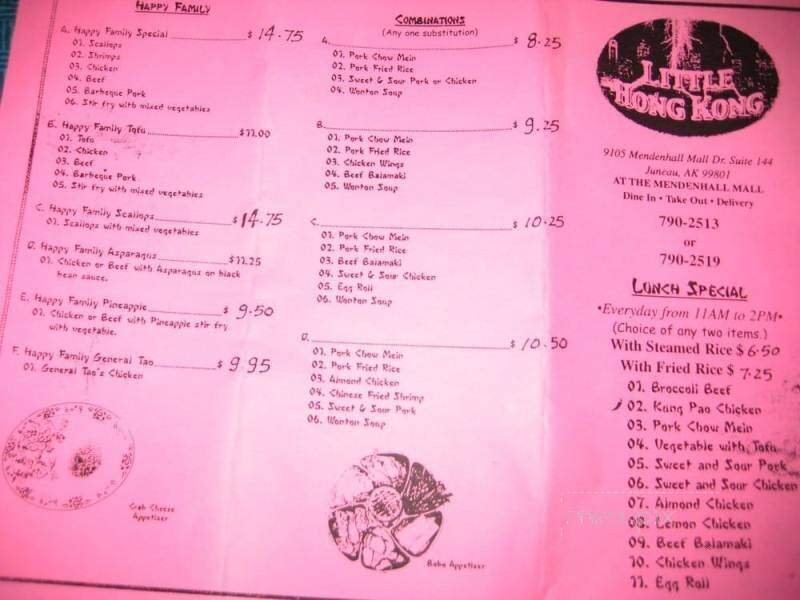 Happy Family
A. Happy Family Special $ 14.75
01. Scallops
02. Shrimps
03. Chicken
04. Beef
05. Barbeque Pork
06. Stir fry with mixed vegetables
B. Happy Family Tofu $11.00
01. Tofu
02. Chicken
03. Beef
04. Barbeque Pork
05. Stir fry with mixed vegetables
C. Happy Family Scallops $ 14.75
01. Scallops with mixed vegetables
D. Happy Family Asparagus $11.25
01. Chicken or Beef with Asparagus on black
bean sauce.
E. Happy Family Pineapple $ 9.50
01. Chicken or Beef with Pineapple stir fry
with vegetable.
F. Happy Family General Tao $ 9.95
01. General Tao's Chicken
Crab Cheese
Appetizer
Combinations
(Any one substitution)
A. $ 8.25
01. Pork Chow Mein
02. Pork Fried Rice
03. Sweet & Sour Pork or Chicken
04. Wonton Soup
B. $ 9.25
01. Pork Chow Mein
02. Pork Fried Rice
03. Chicken Wings
04. Beef Balamaki
05. Wonton Soup
C. $ 10.25
01. Pork Chow Mein
02. Pork Fried Rice
03. Beef Balamaki
04. Sweet & Sour Chicken
05. Egg Roll
06. Wonton Soup
D. $ 10.50
01. Pork Chow Mein
02. Pork Fried Rice
03. Almond Chicken
04. Chinese Fried Shrimp
05. Sweet & Sour Pork
06. Wonton Soup
Bobo Appetizer
Little
Hong Kong
9105 Mendenhall Mall Dr. Suite 144
Juneau, AK 99801
AT THE MENDENHALL MALL
Dine In • Take Out • Delivery
790-2513
or
790-2519
Lunch Special
•Everyday from 11AM to 2PM•
(Choice of any two items.)
With Steamed Rice $ 6.50
With Fried Rice $ 7.25
01. Broccoli Beef
02. Kung Pao Chicken
03. Pork Chow Mein
04. Vegetable with Tofu
05. Sweet and Sour Pork
06. Sweet and Sour Chicken
07. Almond Chicken
08. Lemon Chicken
09. Beef Balamaki
10. Chicken Wings
11. Egg Roll